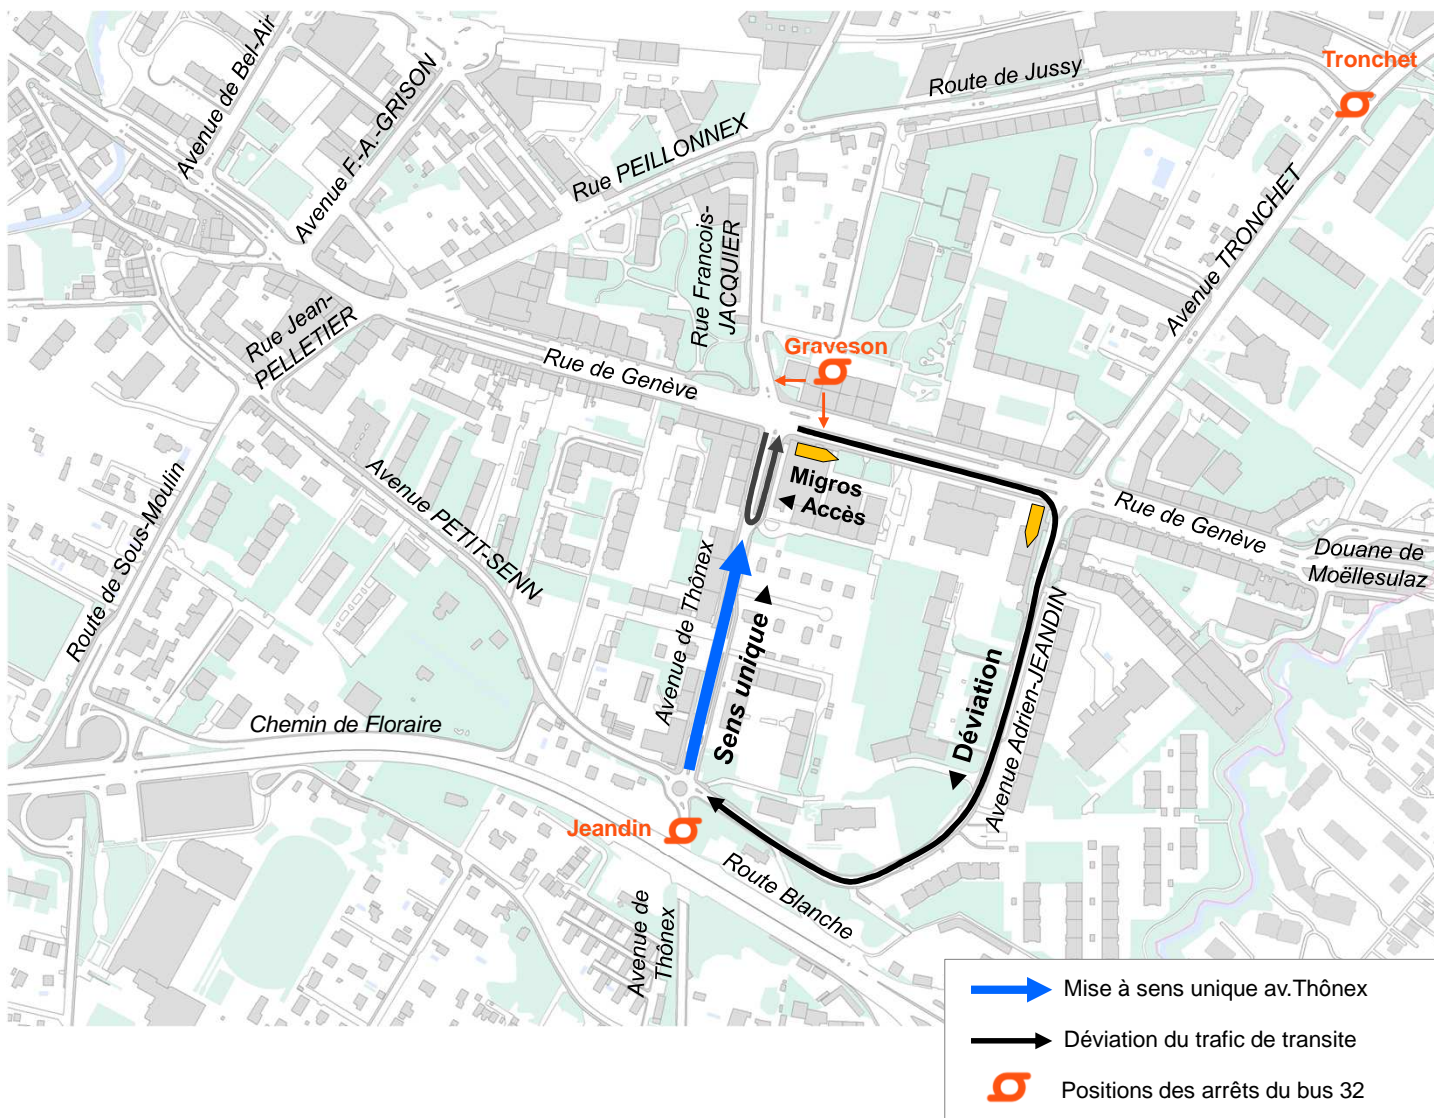 Tronchet
Route de Jussy
Avenue de Bel-Air
Avenue F.-A.-GRISON
Rue PEILLONNEX
Avenue TRONCHET
Rue Francois-
JACQUIER
Rue Jean-
PELLETIER
Graveson
Rue de Genève
Migros
Accès
Avenue PETIT-SENN
Route de Sous-Moulin
Rue de Genève
Douane de
Moëllesulaz
Avenue de Thônex
Sens unique
Déviation
Avenue Adrien-JEANDIN
Chemin de Floraire
Jeandin
Route Blanche
Avenue de
Thônex
Mise à sens unique av.Thônex
Déviation du trafic de transite
Positions des arrêts du bus 32